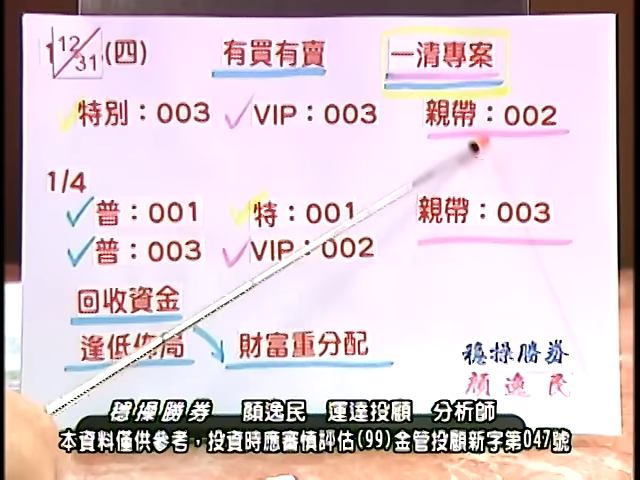 12/31(四) 有買有賣 一清專案
特別：003 VIP：003 親帶：002
1/4
普：001 特：001 親帶：003
普：003 VIP：002
回收資金
逢低佈局 財富重分配
穩操勝券
顏逸民
穩操勝券 顏逸民 運達投顧 分析師
本資料僅供參考，投資時應審慎評估(99)金管投顧新字第047號